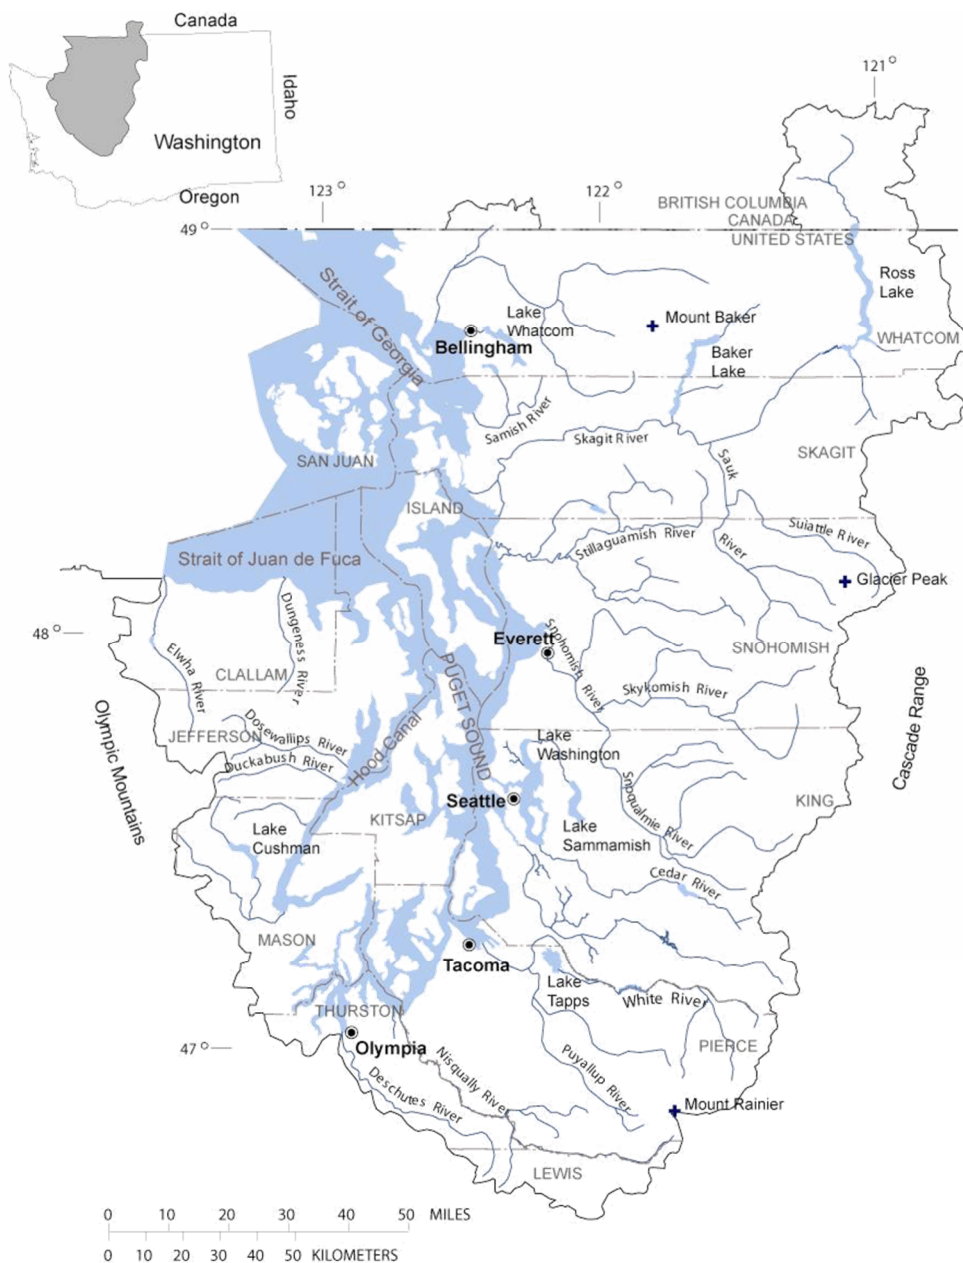 Canada
Idaho
Washington
Oregon
121°
123°
122°
49°
BRITISH COLUMBIA
CANADA
UNITED STATES
Ross
Lake
Strait of Georgia
Lake
Whatcom
Mount Baker
Bellingham
Baker
Lake
WHATCOM
Samish River
Skagit River
SKAGIT
SAN JUAN
Sauk
River
ISLAND
Suiattle River
Stillaguamish River
Strait of Juan de Fuca
Glacier Peak
48°
Elwha River
Dungeness River
Everett
Snohomish River
SNOHOMISH
CLALLAM
PUGET SOUND
Skykomish River
Cascade Range
Olympic Mountains
JEFFERSON
Dosewallips River
Duckabush River
Hood Canal
Lake
Washington
Snoqualmie River
Seattle
KING
KITSAP
Lake
Cushman
Lake
Sammamish
Cedar River
MASON
Tacoma
Lake
Tapps
White River
THURSTON
47°
Olympia
PIERCE
Nisqually River
Puyallup River
Deschutes River
Mount Rainier
LEWIS
0 10 20 30 40 50 MILES
0 10 20 30 40 50 KILOMETERS